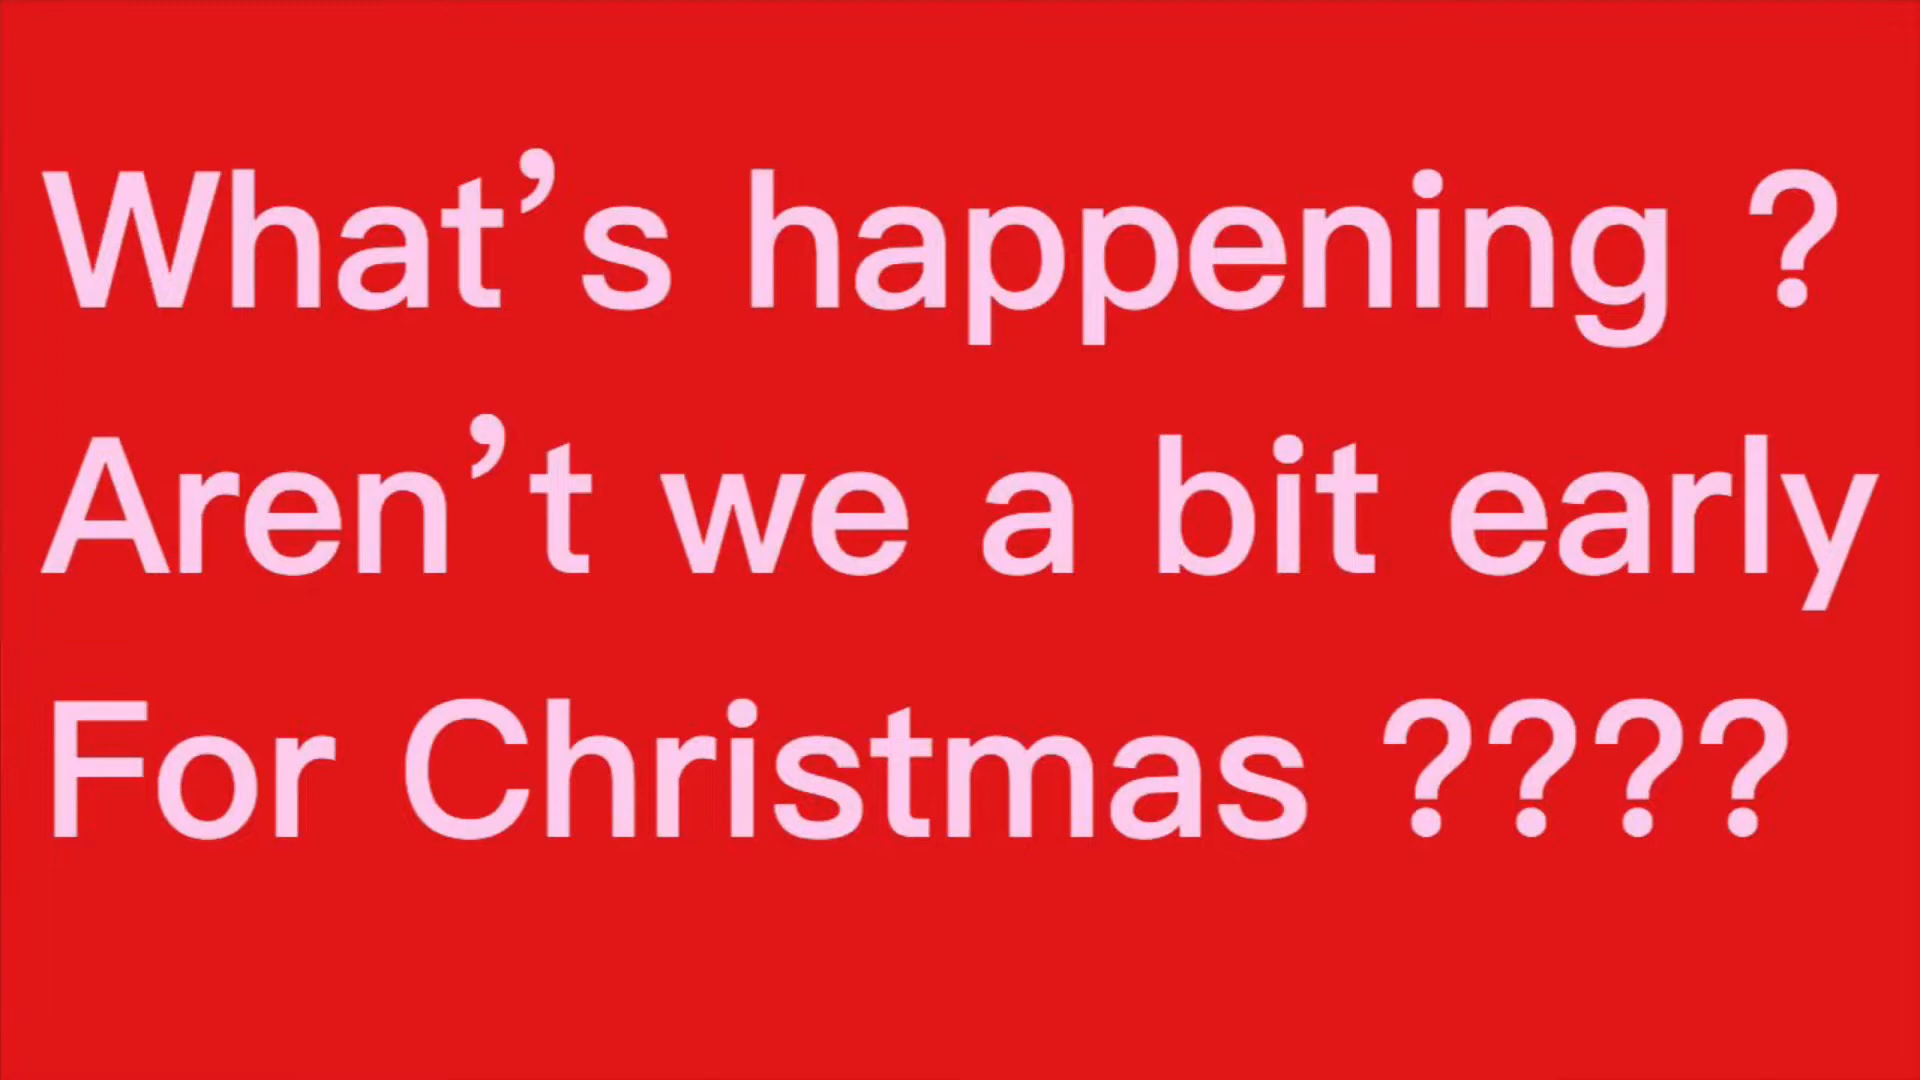 What’s happening ?
Aren’t we a bit early
For Christmas ????